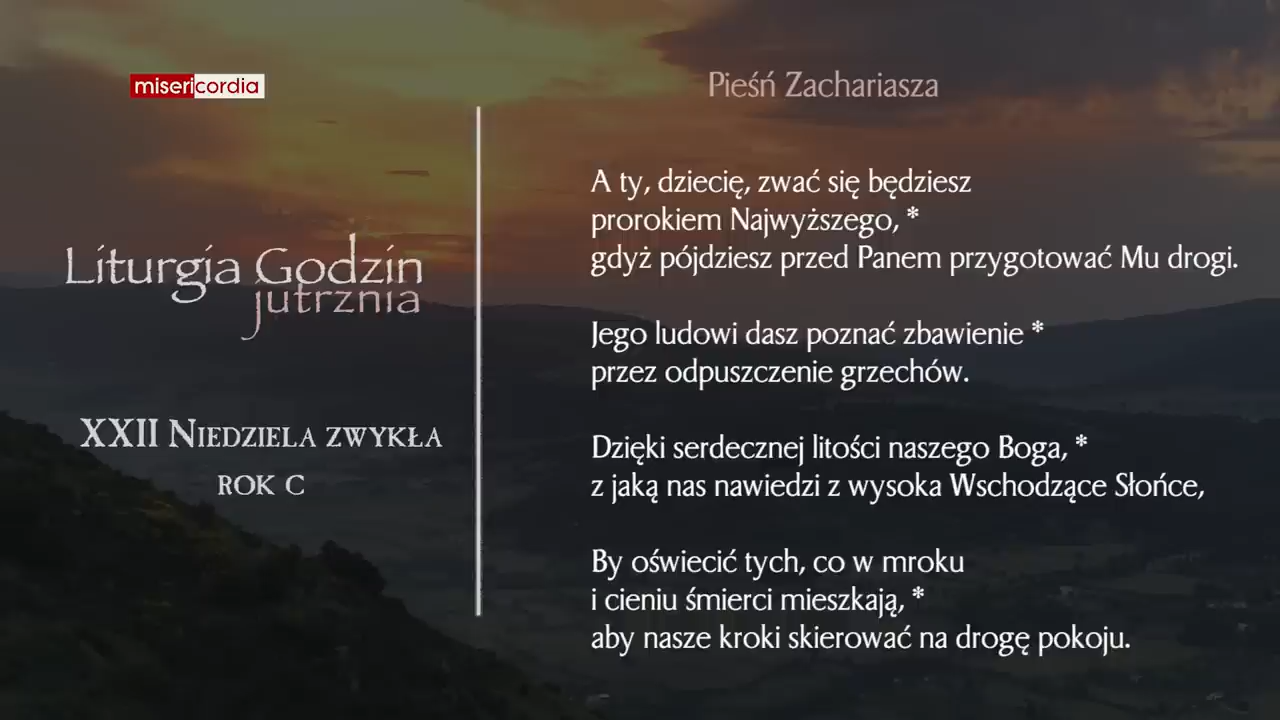 misericordia
Liturgia Godzin
jutrznia
XXII Niedziela zwykła
rok C
Pieśń Zachariasza
A ty, dziecię, zwać się będziesz
prorokiem Najwyższego, *
gdyż pójdziesz przed Panem przygotować Mu drogi.
Jego ludowi dasz poznać zbawienie *
przez odpuszczenie grzechów.
Dzięki serdecznej litości naszego Boga, *
z jaką nas nawiedzi z wysoka Wschodzące Słońce,
By oświecić tych, co w mroku
i cieniu śmierci mieszkają, *
aby nasze kroki skierować na drogę pokoju.